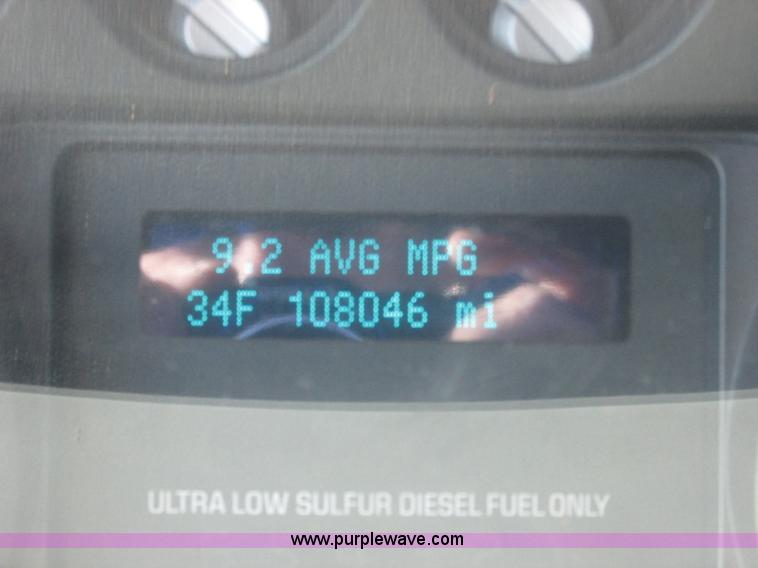 9.2 AVG MPG
34F 108046 mi
ULTRA LOW SULFUR DIESEL FUEL ONLY
www.purplewave.com